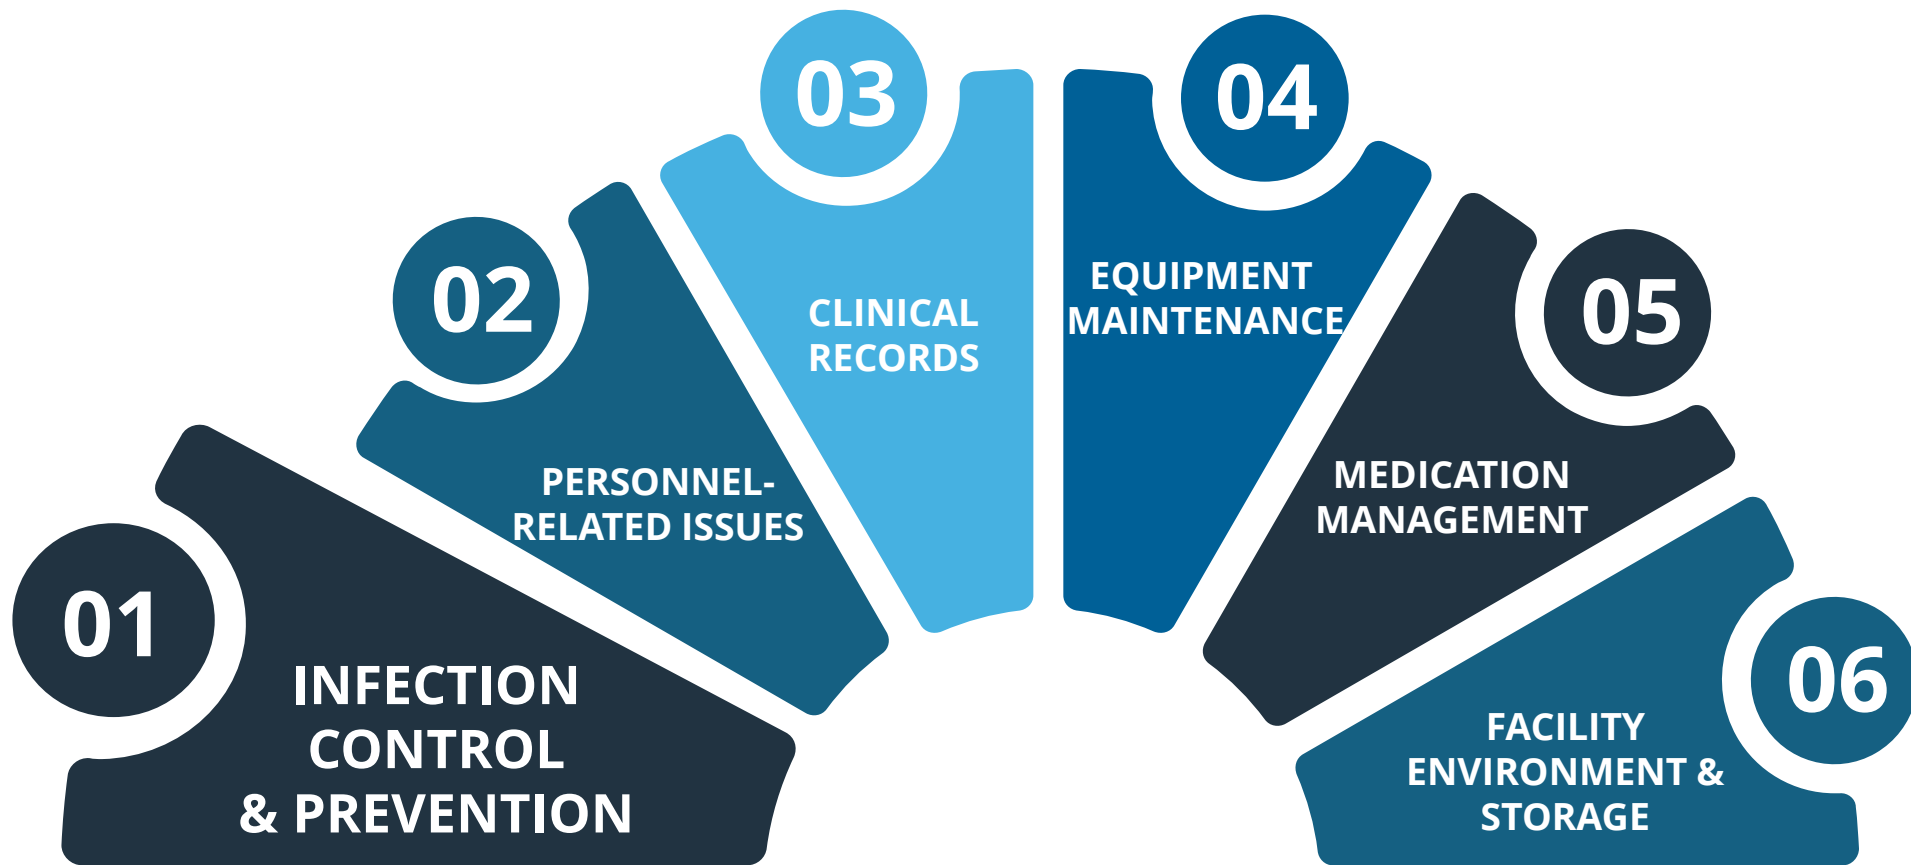 01
INFECTION
CONTROL
& PREVENTION
02
PERSONNEL-
RELATED ISSUES
03
CLINICAL
RECORDS
04
EQUIPMENT
MAINTENANCE
05
MEDICATION
MANAGEMENT
06
FACILITY
ENVIRONMENT &
STORAGE